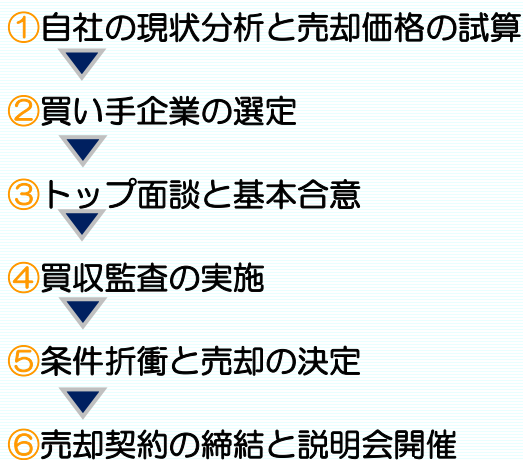 ①自社の現状分析と売却価格の試算
②買い手企業の選定
③トップ面談と基本合意
④買収監査の実施
⑤条件折衝と売却の決定
⑥売却契約の締結と説明会開催